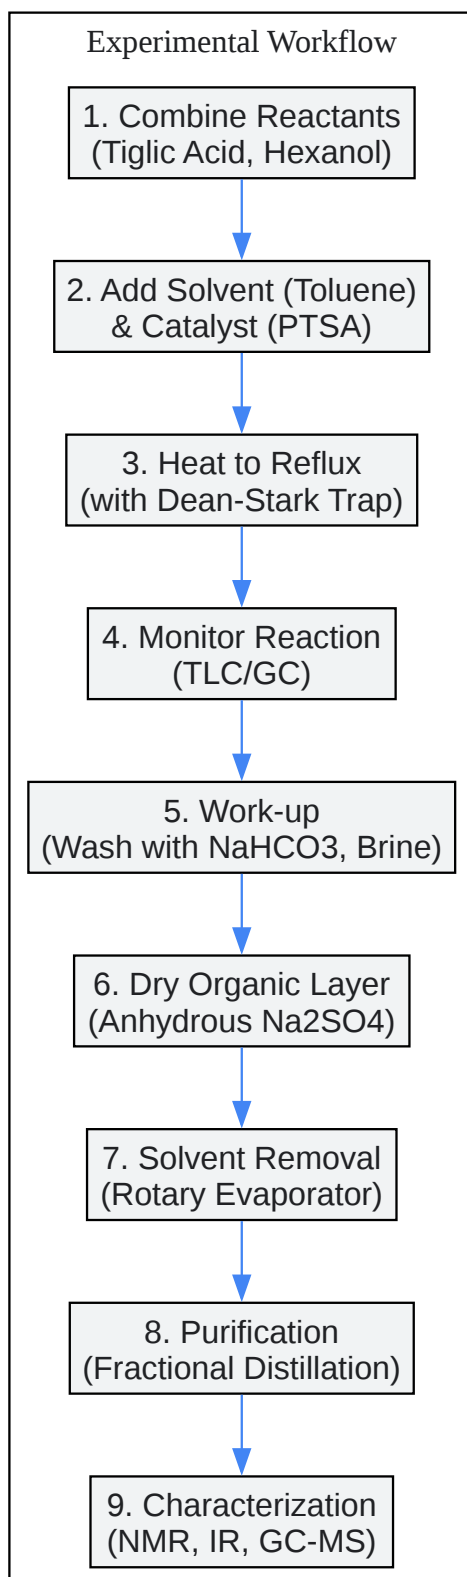 Experimental Workflow
1. Combine Reactants
(Tiglic Acid, Hexanol)
2. Add Solvent (Toluene)
& Catalyst (PTSA)
3. Heat to Reflux
(with Dean-Stark Trap)
4. Monitor Reaction
(TLC/GC)
5. Work-up
(Wash with NaHCO3, Brine)
6. Dry Organic Layer
(Anhydrous Na2SO4)
7. Solvent Removal
(Rotary Evaporator)
8. Purification
(Fractional Distillation)
9. Characterization
(NMR, IR, GC-MS)